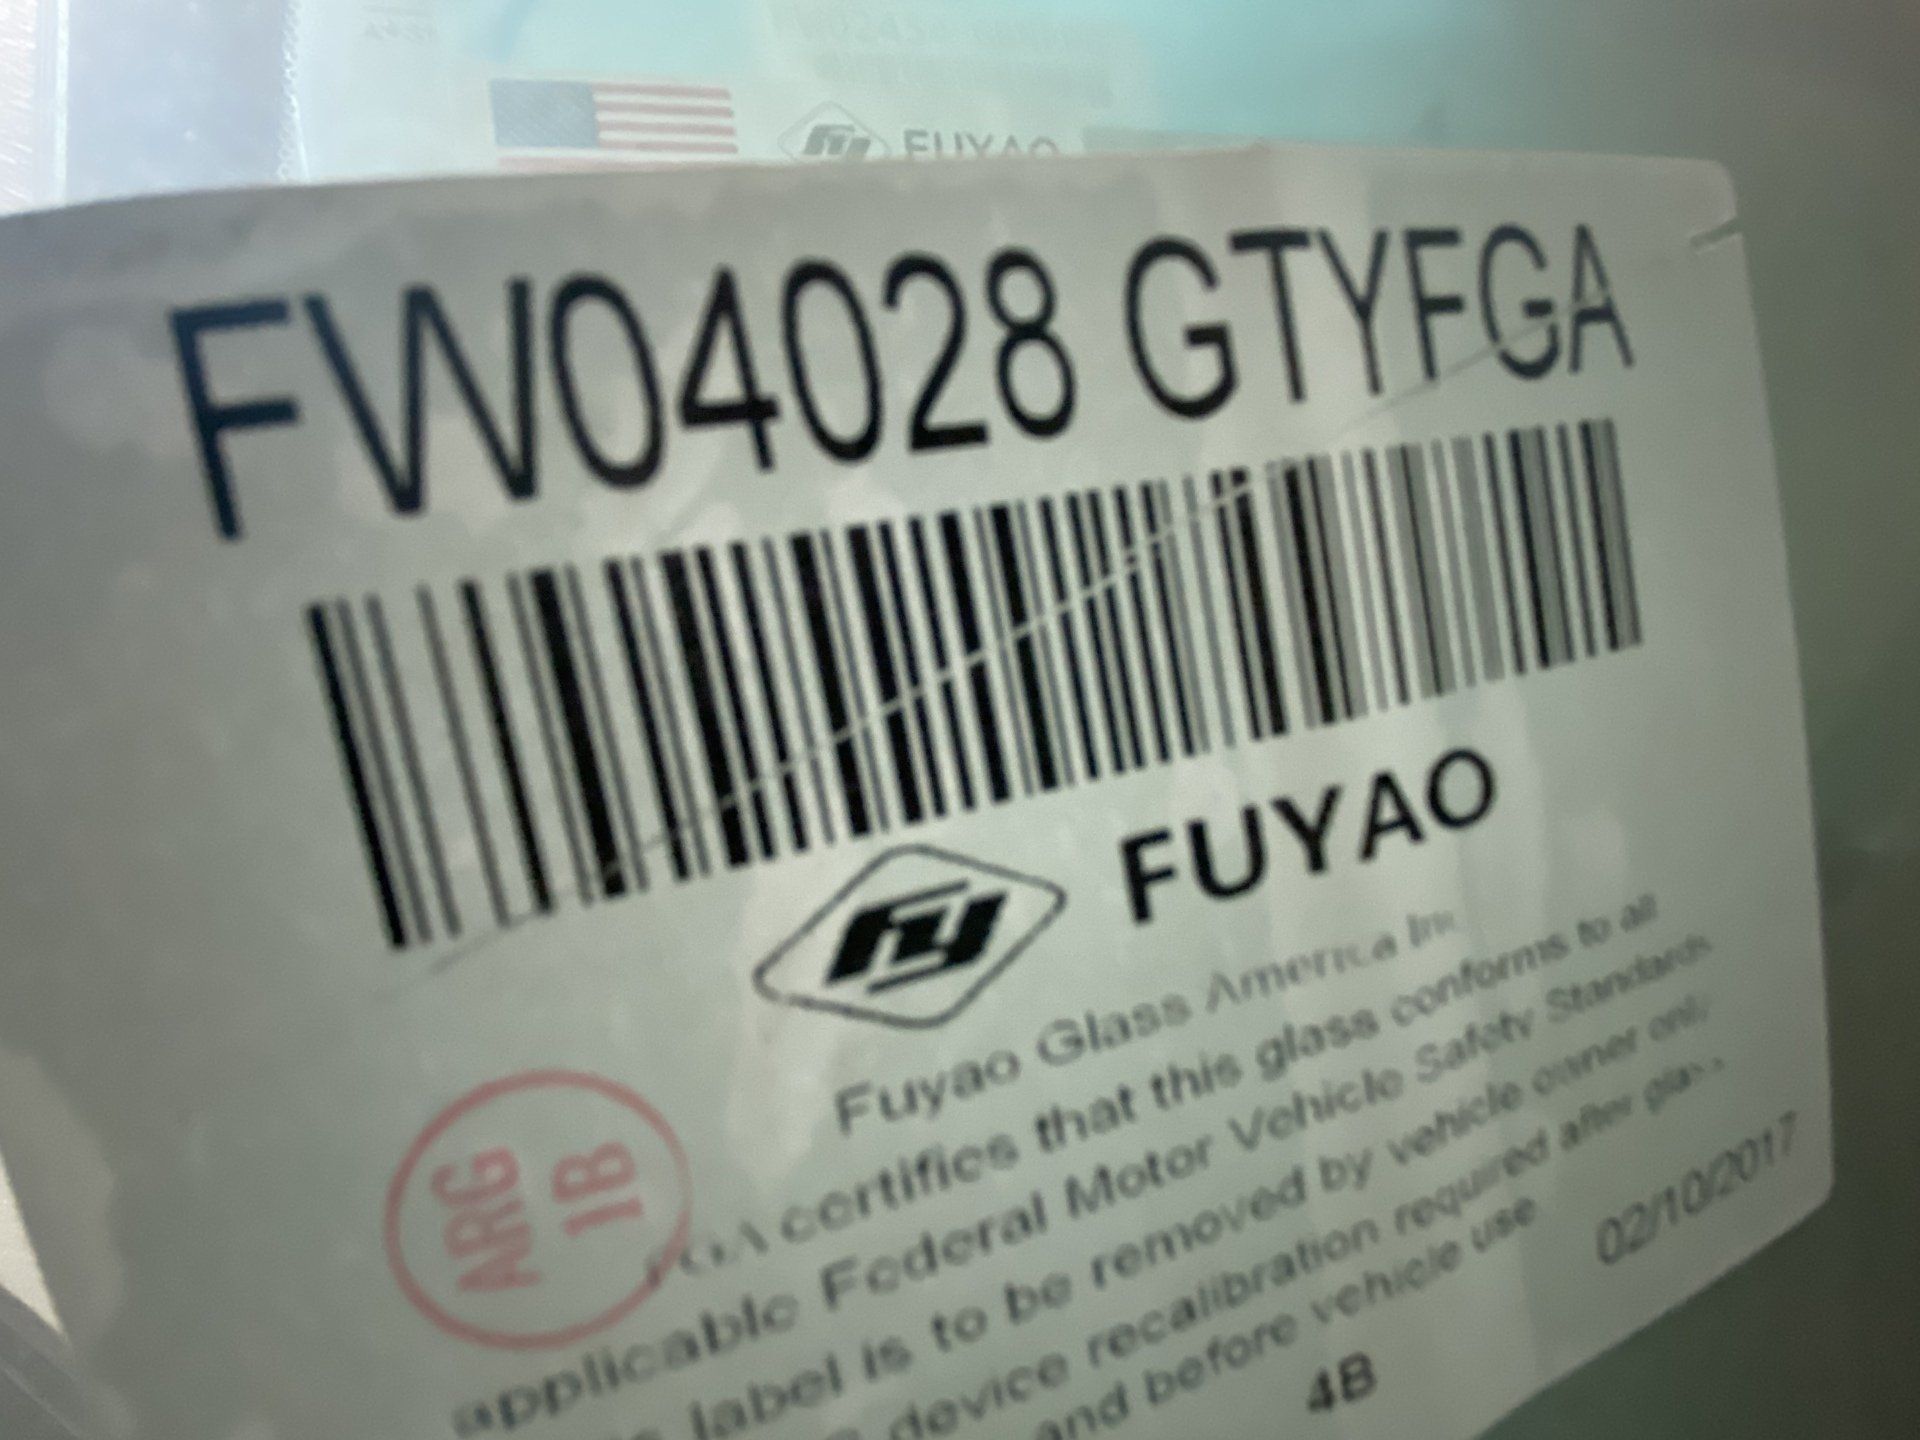 FUYAO
FW04028 GTYFGA
FUYAO
Fuyao Glass America Inc
FGA certifies that this glass conforms to all
applicable Federal Motor Vehicle Safety Standards
label is to be removed by vehicle owner only
device recalibration required after glass
and before vehicle use
02/10/2017
4B
ARG
1B